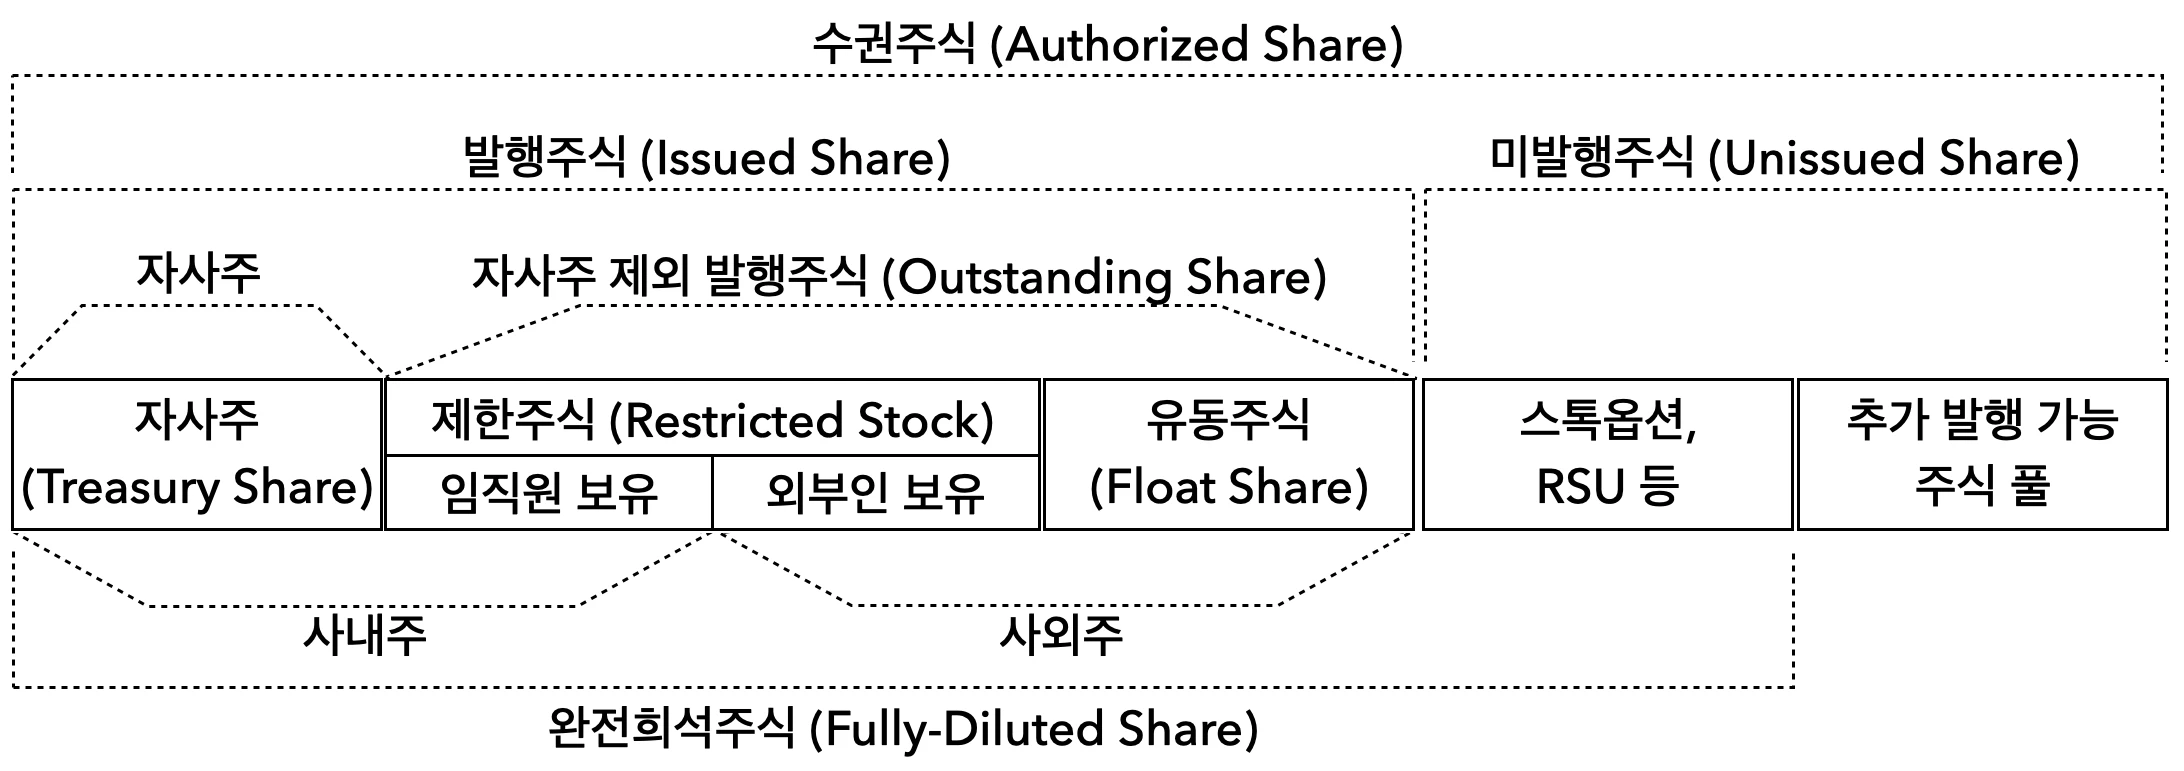 수권주식 (Authorized Share)
발행주식 (Issued Share)
미발행주식 (Unissued Share)
자사주
자사주 제외 발행주식 (Outstanding Share)
자사주
(Treasury Share)
제한주식 (Restricted Stock)
임직원 보유
외부인 보유
유동주식
(Float Share)
스톡옵션,
RSU 등
추가 발행 가능
주식 풀
사내주
사외주
완전희석주식 (Fully-Diluted Share)